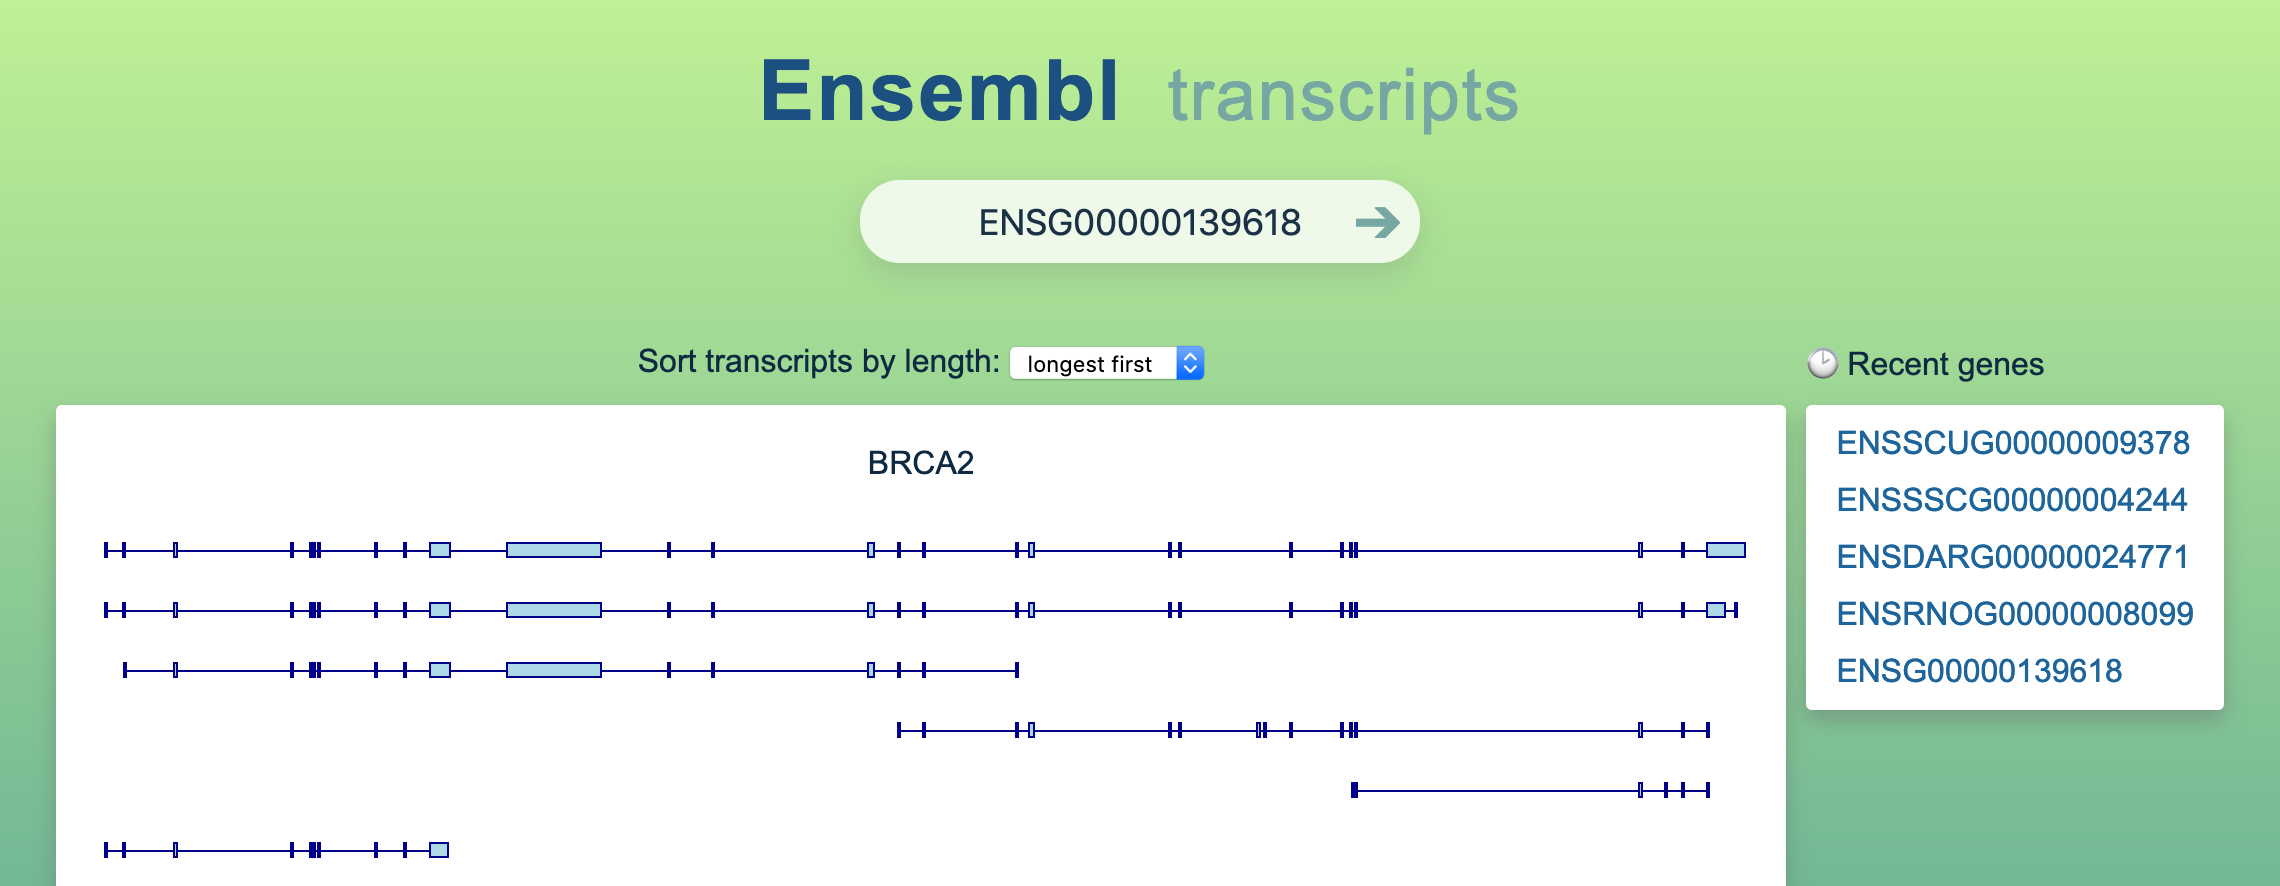 Ensembl transcripts
ENSG00000139618
Sort transcripts by length: longest first
Recent genes
BRCA2
ENSSCUG00000009378
ENSSSCG00000004244
ENSDARG00000024771
ENSRNOG00000008099
ENSG00000139618